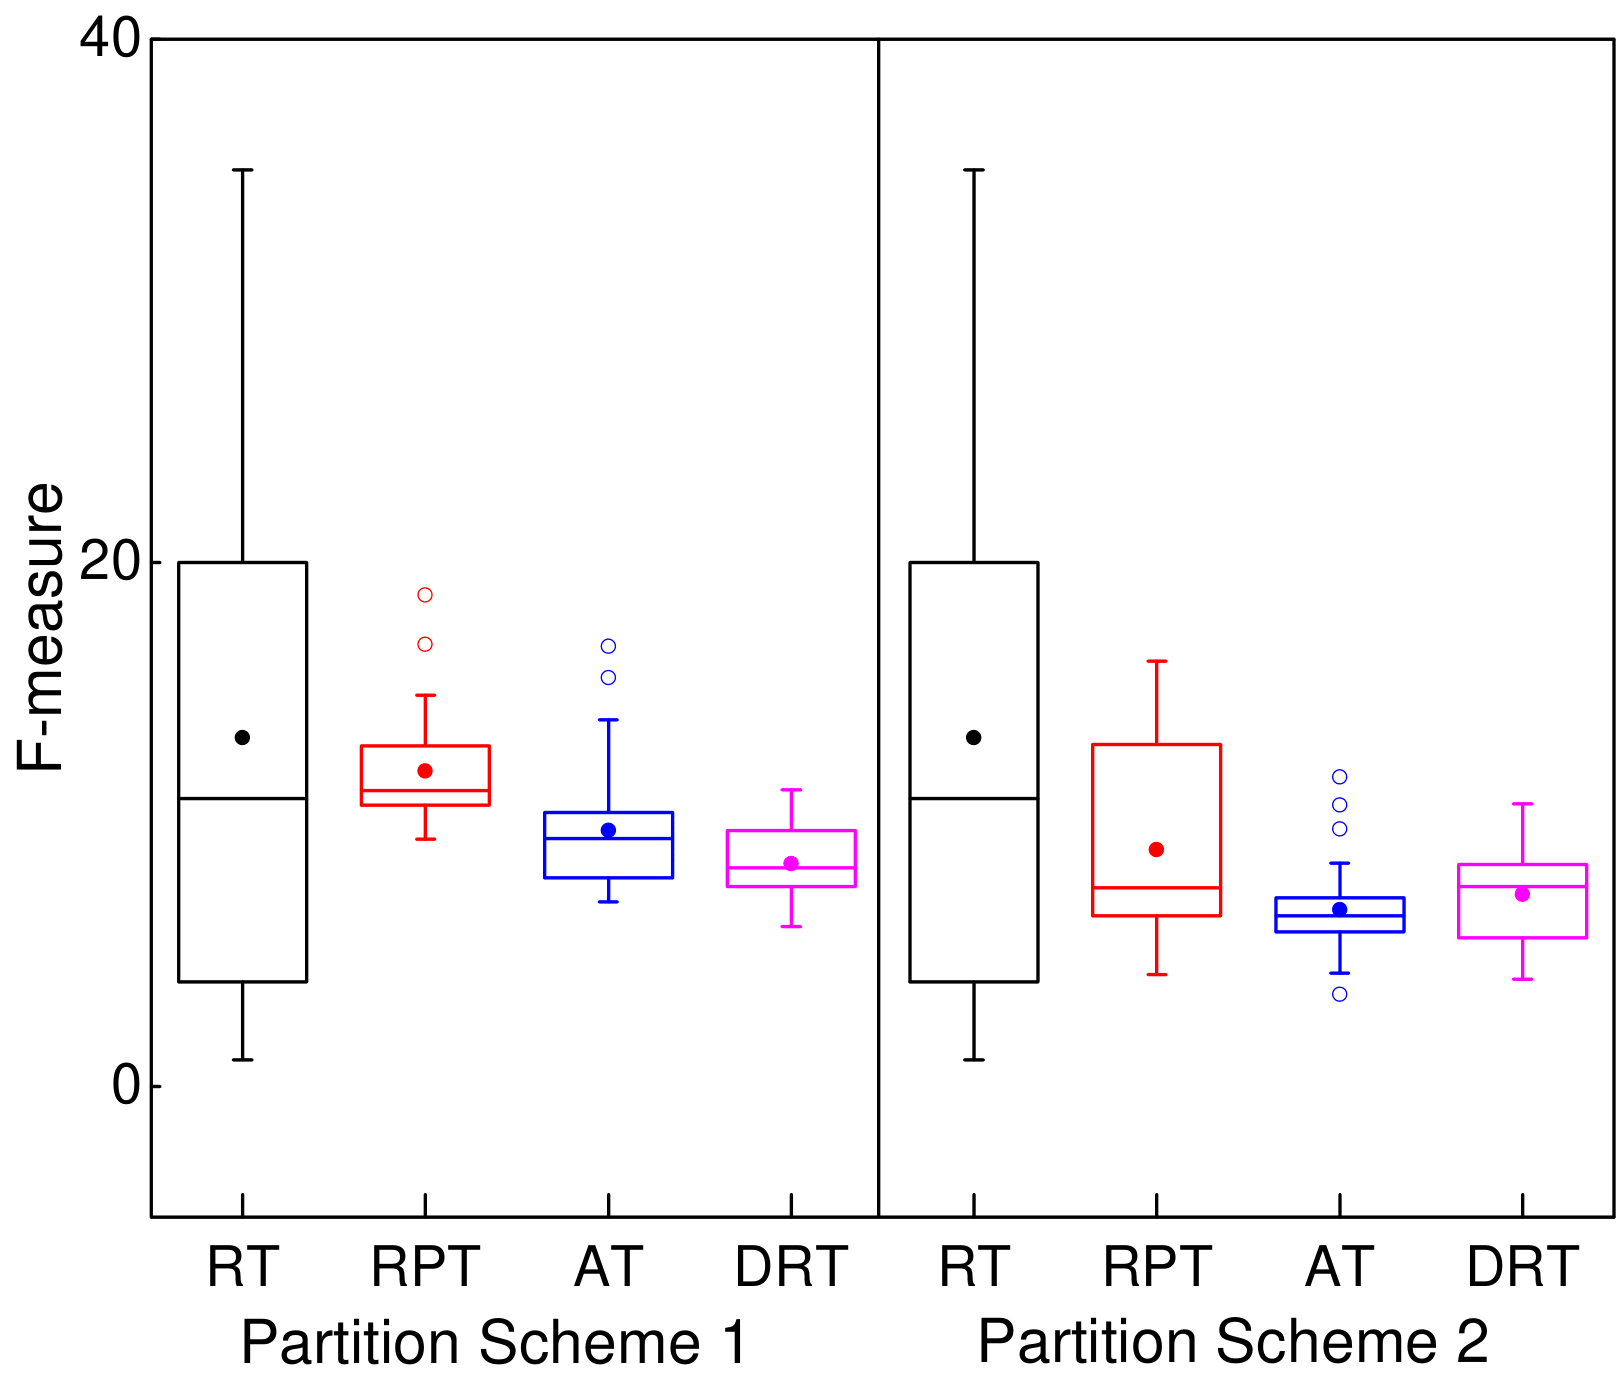 40
20
0
F-measure
RT RPT AT DRT RT RPT AT DRT
Partition Scheme 1 Partition Scheme 2